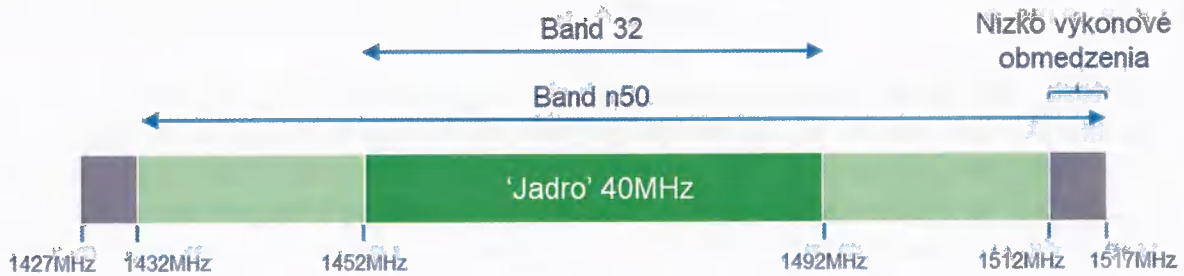 Band 32
Nízko výkonové
obmedzenia
Band n50
'Jadro' 40MHz
1427MHz 1432MHz 1452MHz 1492MHz 1512MHz 1517MHz